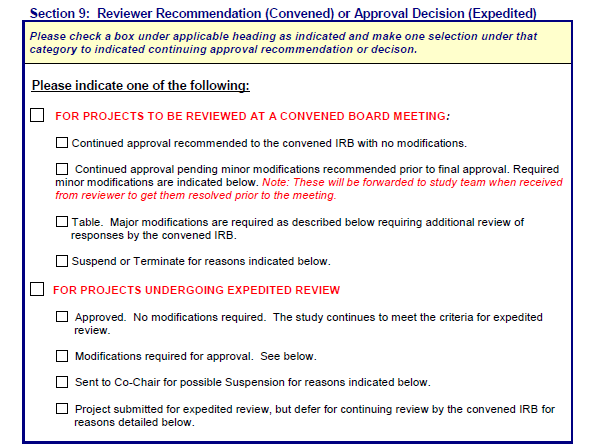 Section 9:  Reviewer Recommendation (Convened) or Approval Decision (Expedited)
Please check a box under applicable heading as indicated and make one selection under that
category to indicated continuing approval recommendation or decison.
Please indicate one of the following:
FOR PROJECTS TO BE REVIEWED AT A CONVENED BOARD MEETING:
Continued approval recommended to the convened IRB with no modifications.
Continued approval pending minor modifications recommended prior to final approval. Required
minor modifications are indicated below. Note: These will be forwarded to study team when received
from reviewer to get them resolved prior to the meeting.
Table.  Major modifications are required as described below requiring additional review of
responses by the convened IRB.
Suspend or Terminate for reasons indicated below.
FOR PROJECTS UNDERGOING EXPEDITED REVIEW
Approved.  No modifications required.  The study continues to meet the criteria for expedited
review.
Modifications required for approval.  See below.
Sent to Co-Chair for possible Suspension for reasons indicated below.
Project submitted for expedited review, but defer for continuing review by the convened IRB for
reasons detailed below.